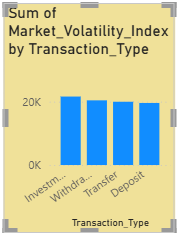 Sum of
Market_Volatility_Index
by Transaction_Type
20K
0K
Investm...
Withdra...
Transfer
Deposit
Transaction_Type